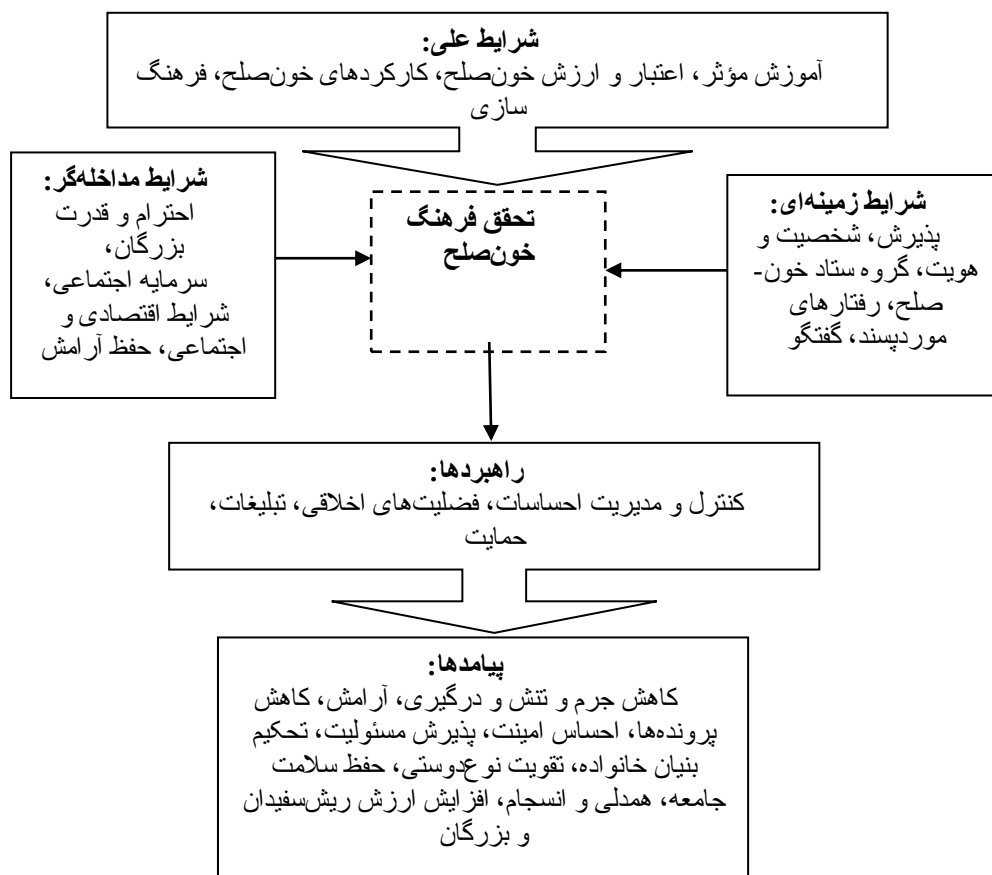 شرایط علی:
آموزش مؤثر، اعتبار و ارزش خون‌صلح، کارکردهای خون‌صلح، فرهنگ
سازی
شرایط مداخله‌گر:
احترام و قدرت
بزرگان،
سرمایه اجتماعی،
شرایط اقتصادی و
اجتماعی، حفظ آرامش
تحقق فرهنگ
خون‌صلح
شرایط زمینه‌ای:
پذیرش، شخصیت و
هویت، گروه ستاد خون-
صلح، رفتارهای
موردپسند، گفتگو
راهبردها:
کنترل و مدیریت احساسات، فضلیت‌های اخلاقی، تبلیغات،
حمایت
پیامدها:
کاهش جرم و تنش و درگیری، آرامش، کاهش
پرونده‌ها، احساس امینت، پذیرش مسئولیت، تحکیم
بنیان خانواده، تقویت نوع‌دوستی، حفظ سلامت
جامعه، همدلی و انسجام، افزایش ارزش ریش‌سفیدان
و بزرگان